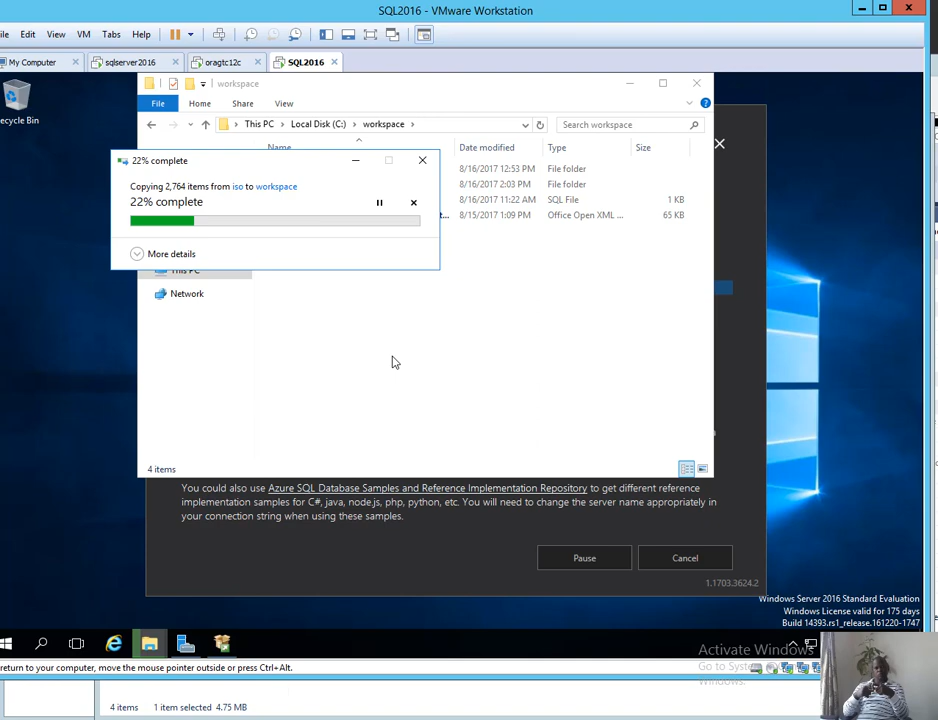 SQL2016 - VMware Workstation
ile Edit View VM Tabs Help
My Computer sqlserver2016 oragtc12c SQL2016
workspace
File Home Share View
This PC Local Disk (C:) workspace Search workspace
Name Date modified Type Size
8/16/2017 12:53 PM File folder
8/16/2017 2:03 PM File folder
8/16/2017 11:22 AM SQL File 1 KB
t... 8/15/2017 1:09 PM Office Open XML ... 65 KB
ecycle Bin
22% complete
Copying 2,764 items from iso to workspace
22% complete
More details
This PC
Network
4 items
You could also use Azure SQL Database Samples and Reference Implementation Repository to get different reference
implementation samples for C#, java, node.js, php, python, etc. You will need to change the server name appropriately in
your connection string when using these samples.
Pause Cancel
1.1703.3624.2
Windows Server 2016 Standard Evaluation
Windows License valid for 175 days
Build 14393.rs1_release.161220-1747
Activate Windows
Go to System
Windows.
return to your computer, move the mouse pointer outside or press Ctrl+Alt.
4 items 1 item selected 4.75 MB